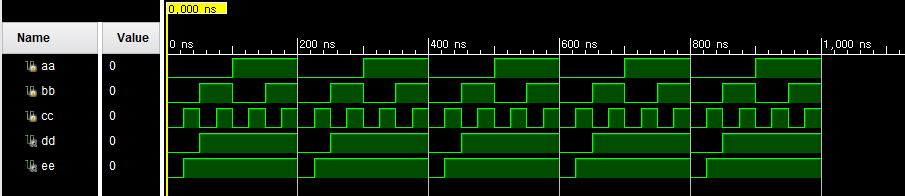 0,000 ns
Name Value
0 ns 200 ns 400 ns 600 ns 800 ns 1,000 ns
aa 0
bb 0
cc 0
dd 0
ee 0